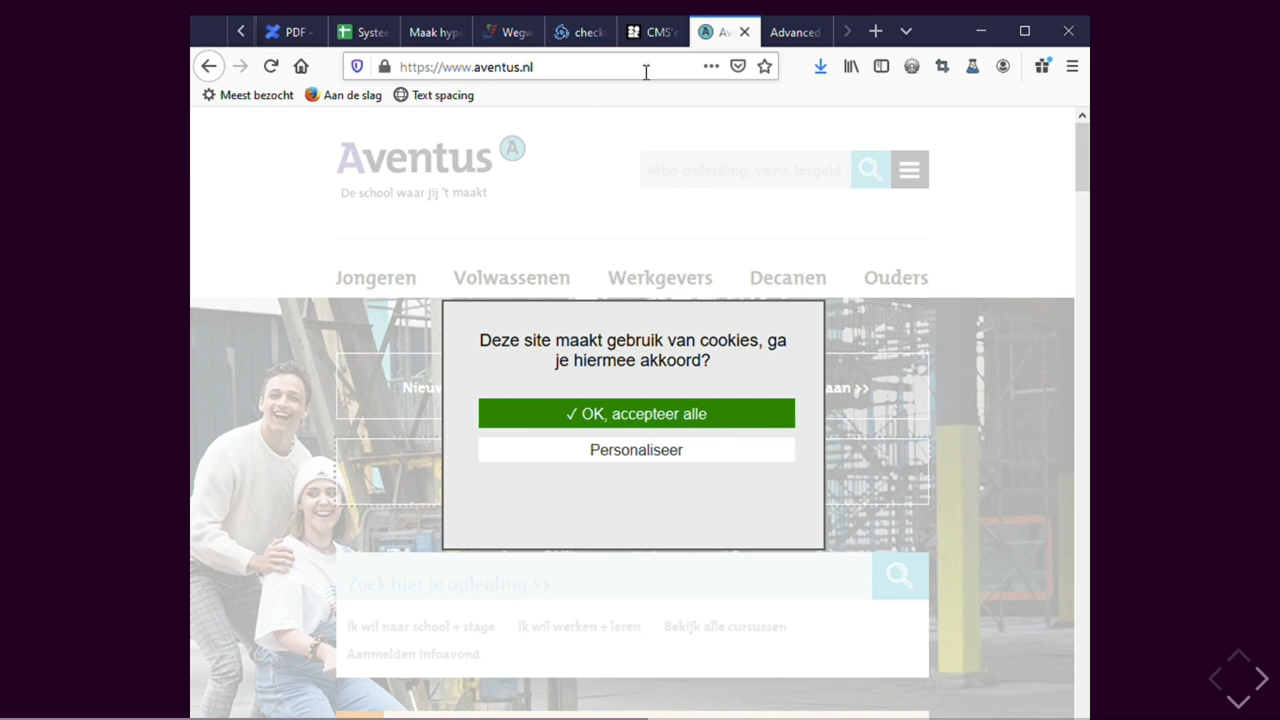 PDF -
Syste
Maak hype
Wegw
check
CMS'e
Av
Advanced
https://www.aventus.nl
Meest bezocht
Aan de slag
Text spacing
Aventus A
De school waar jij 't maakt
Mbo-opleiding, vavo, lesgeld .
Jongeren
Volwassenen
Werkgevers
Decanen
Ouders
Deze site maakt gebruik van cookies, ga
je hiermee akkoord?
Nieuw
aan >>
✓ OK, accepteer alle
Personaliseer
Zoek hier je opleiding >>
Ik wil naar school + stage
Ik wil werken + leren
Bekijk alle cursussen
Aanmelden infoavond